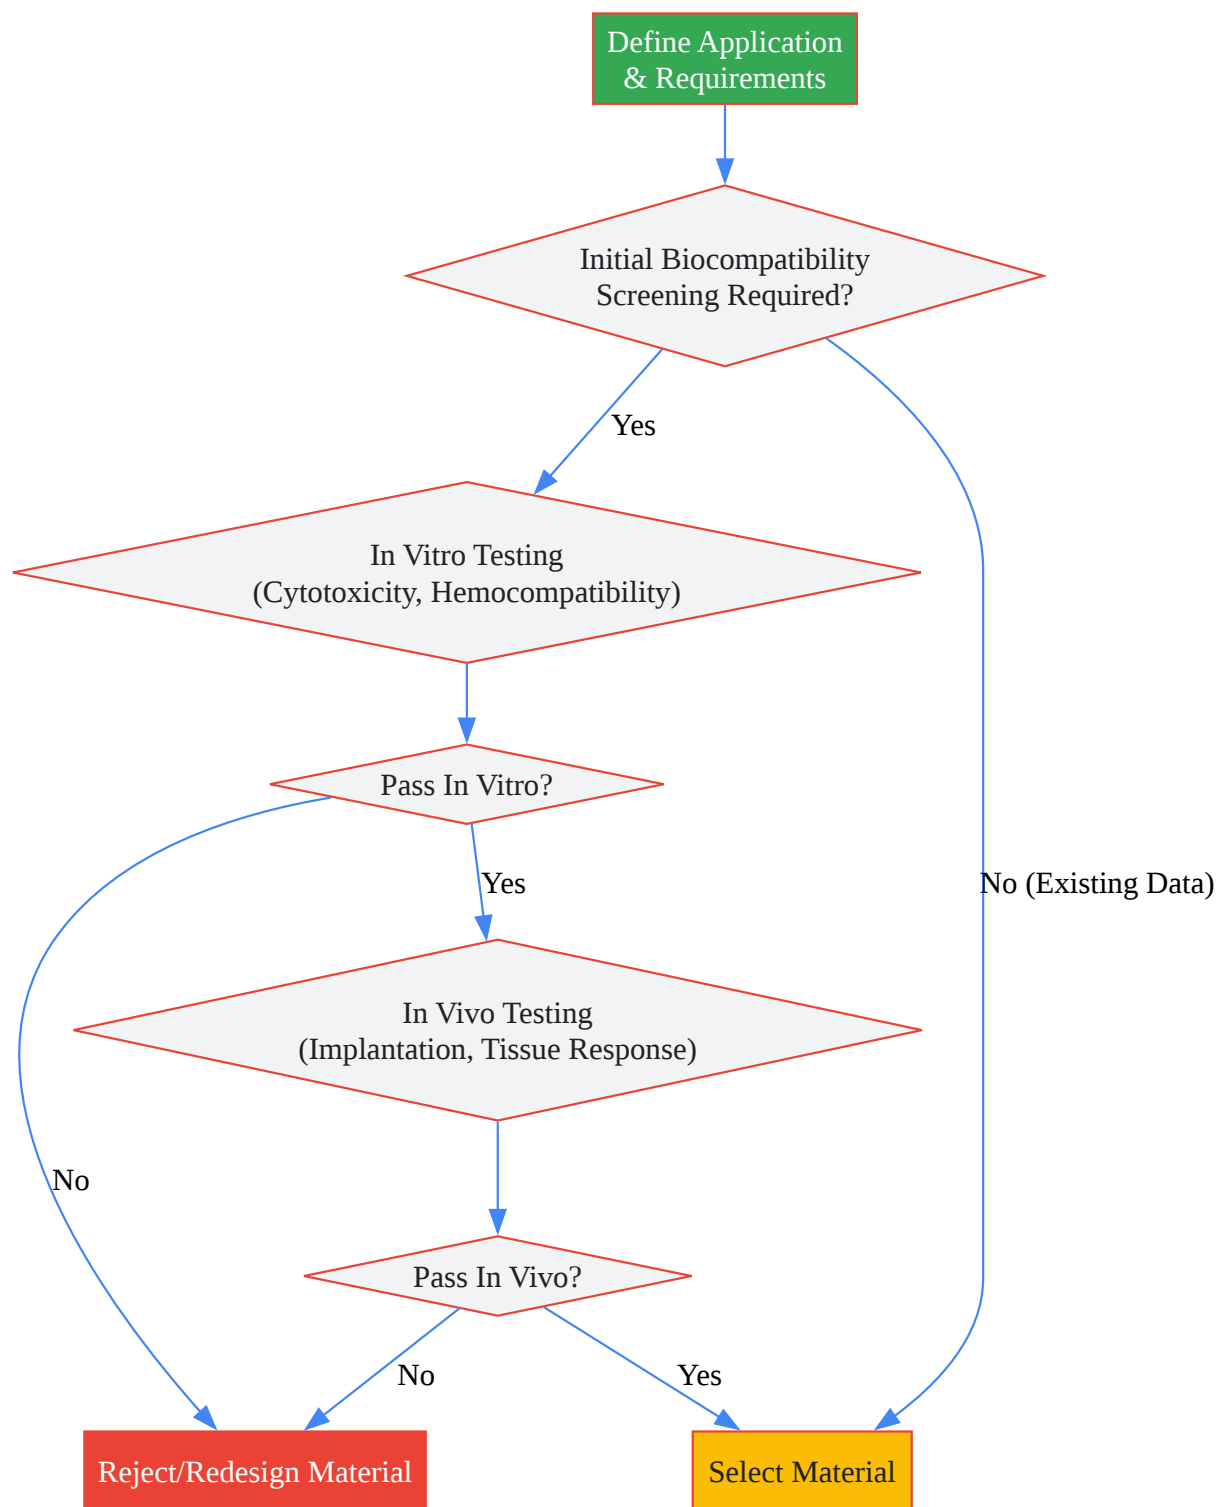 Define Application
& Requirements
Initial Biocompatibility
Screening Required?
Yes
In Vitro Testing
(Cytotoxicity, Hemocompatibility)
Pass In Vitro?
Yes
No (Existing Data)
In Vivo Testing
(Implantation, Tissue Response)
No
Pass In Vivo?
No
Yes
Reject/Redesign Material
Select Material